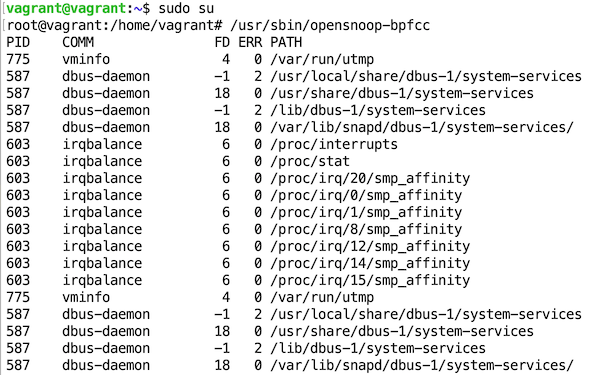 vagrant@vagrant:~$ sudo su
root@vagrant:/home/vagrant# /usr/sbin/opensnoop-bpfcc
PID    COMM               FD ERR PATH
775    vminfo              4   0 /var/run/utmp
587    dbus-daemon        -1   2 /usr/local/share/dbus-1/system-services
587    dbus-daemon        18   0 /usr/share/dbus-1/system-services
587    dbus-daemon        -1   2 /lib/dbus-1/system-services
587    dbus-daemon        18   0 /var/lib/snapd/dbus-1/system-services/
603    irqbalance          6   0 /proc/interrupts
603    irqbalance          6   0 /proc/stat
603    irqbalance          6   0 /proc/irq/20/smp_affinity
603    irqbalance          6   0 /proc/irq/0/smp_affinity
603    irqbalance          6   0 /proc/irq/1/smp_affinity
603    irqbalance          6   0 /proc/irq/8/smp_affinity
603    irqbalance          6   0 /proc/irq/12/smp_affinity
603    irqbalance          6   0 /proc/irq/14/smp_affinity
603    irqbalance          6   0 /proc/irq/15/smp_affinity
775    vminfo              4   0 /var/run/utmp
587    dbus-daemon        -1   2 /usr/local/share/dbus-1/system-services
587    dbus-daemon        18   0 /usr/share/dbus-1/system-services
587    dbus-daemon        -1   2 /lib/dbus-1/system-services
587    dbus-daemon        18   0 /var/lib/snapd/dbus-1/system-services/